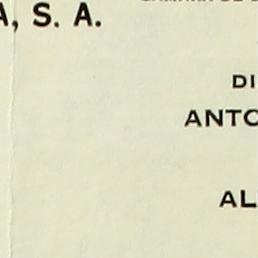 A, S. A.
DI
ANTO
AL